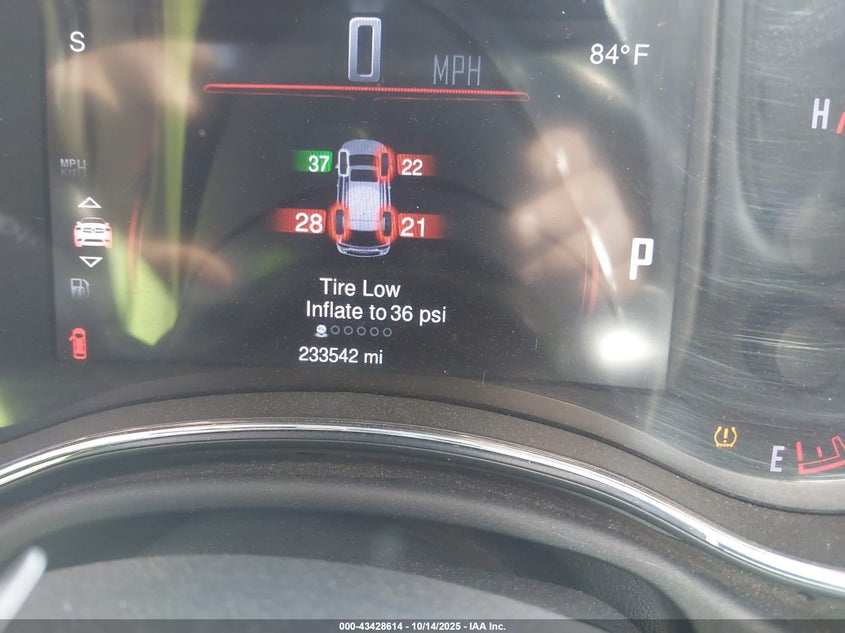 S 0 MPH 84°F
H
37 22
MPH
28 21
P
Tire Low
Inflate to 36 psi
233542 mi
E
000-43428614 - 10/14/2025 - IAA Inc.